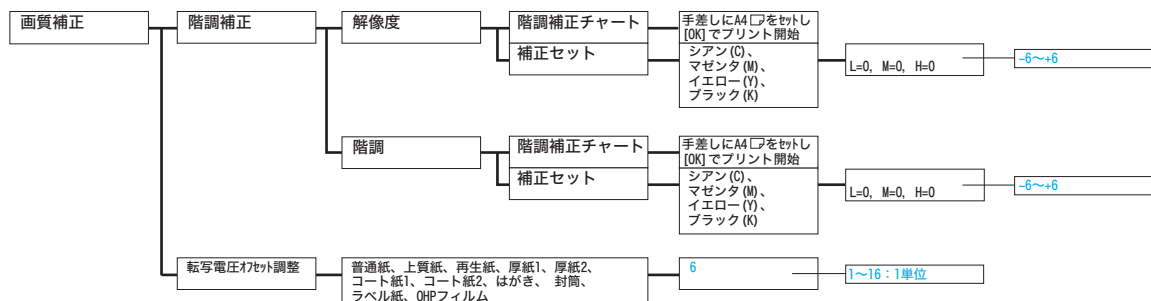 画質補正
階調補正
解像度
階調補正チャート
手差しにA4 をセットし
[OK]でプリント開始
補正セット
シアン(C)、
マゼンタ(M)、
イエロー(Y)、
ブラック(K)
L=0, M=0, H=0
-6〜+6
階調
階調補正チャート
手差しにA4 をセットし
[OK]でプリント開始
補正セット
シアン(C)、
マゼンタ(M)、
イエロー(Y)、
ブラック(K)
L=0, M=0, H=0
-6〜+6
転写電圧オフセット調整
普通紙、上質紙、再生紙、厚紙1、厚紙2、
コート紙1、コート紙2、はがき、 封筒、
ラベル紙、OHPフィルム
6
1〜16：1単位